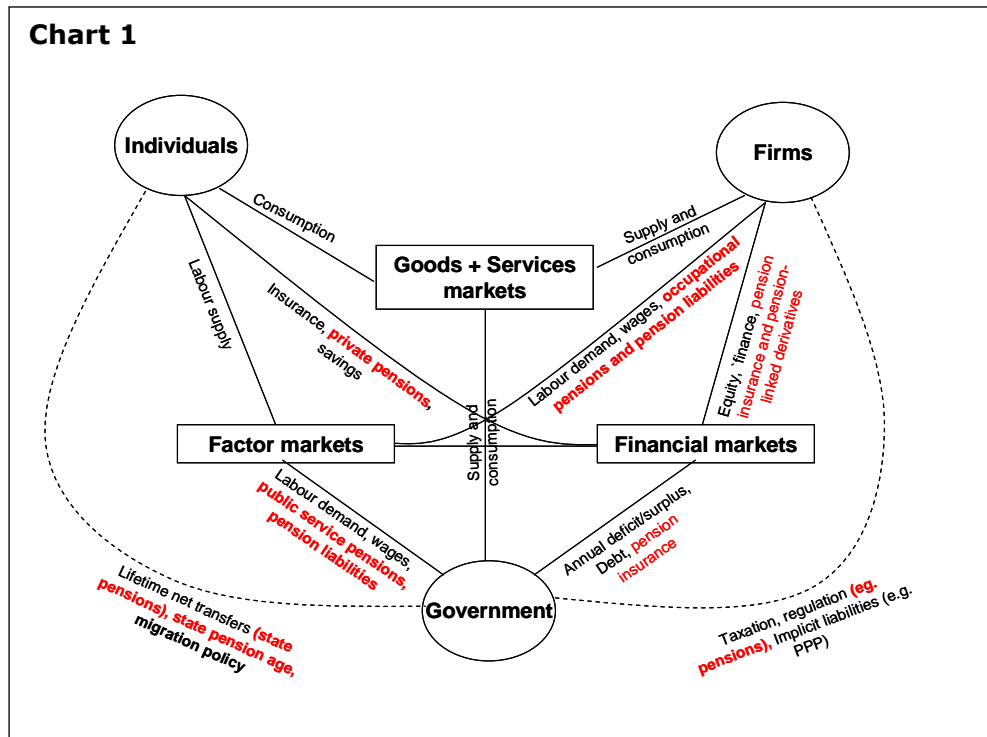 Chart 1
Individuals
Firms
Consumption
Supply and
consumption
Goods + Services
markets
Labour supply
Insurance, private pensions,
savings
Labour demand, wages, occupational
pensions and pension liabilities
Equity, `finance, pension
insurance and pension-
linked derivatives
Factor markets
Supply and
consumption
Financial markets
Labour demand, wages,
public service pensions,
pension liabilities
Annual deficit/surplus,
Debt, pension
insurance
Government
Lifetime net transfers (state
pensions), state pension age,
migration policy
Taxation, regulation (eg.
pensions), Implicit liabilities (e.g.
PPP)